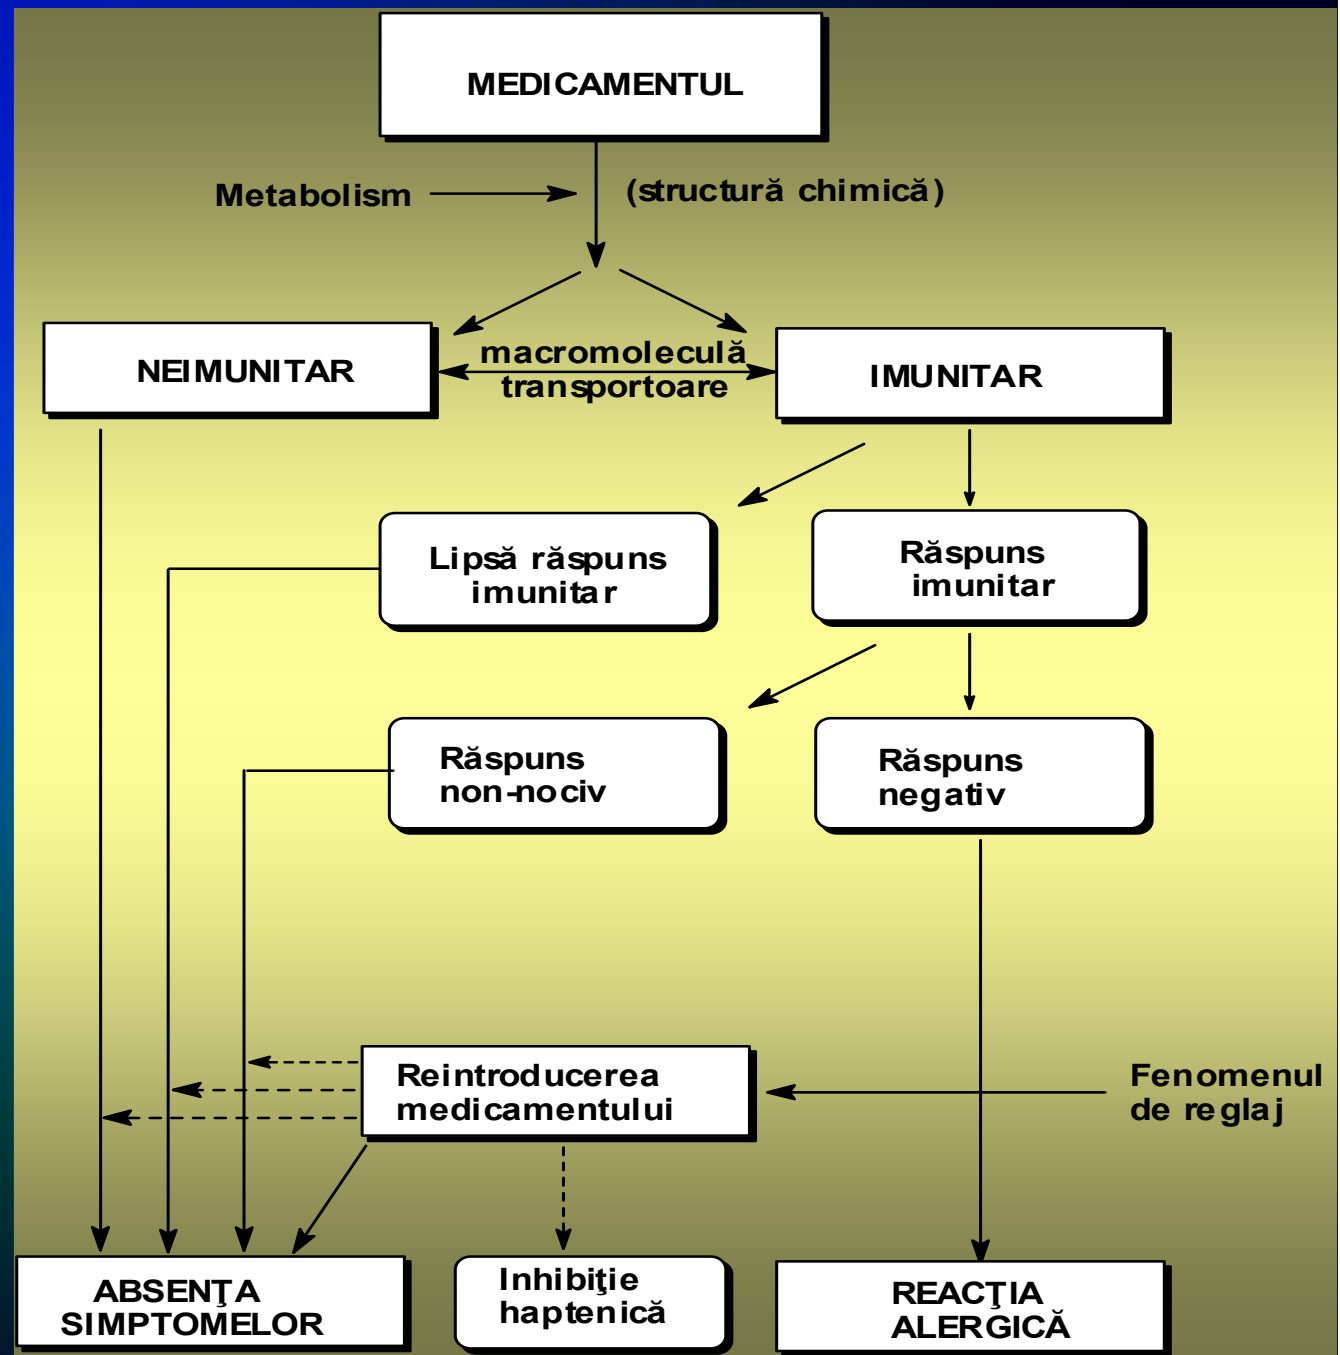 MEDICAMENTUL
Metabolism
(structură chimică)
NEIMUNITAR
macromoleculă
transportoare
IMUNITAR
Lipsă răspuns
imunitar
Răspuns
imunitar
Răspuns
non-nociv
Răspuns
negativ
Reintroducerea
medicamentului
Fenomenul
de reglaj
ABSENŢA
SIMPTOMELOR
Inhibiţie
haptenică
REACŢIA
ALERGICĂ